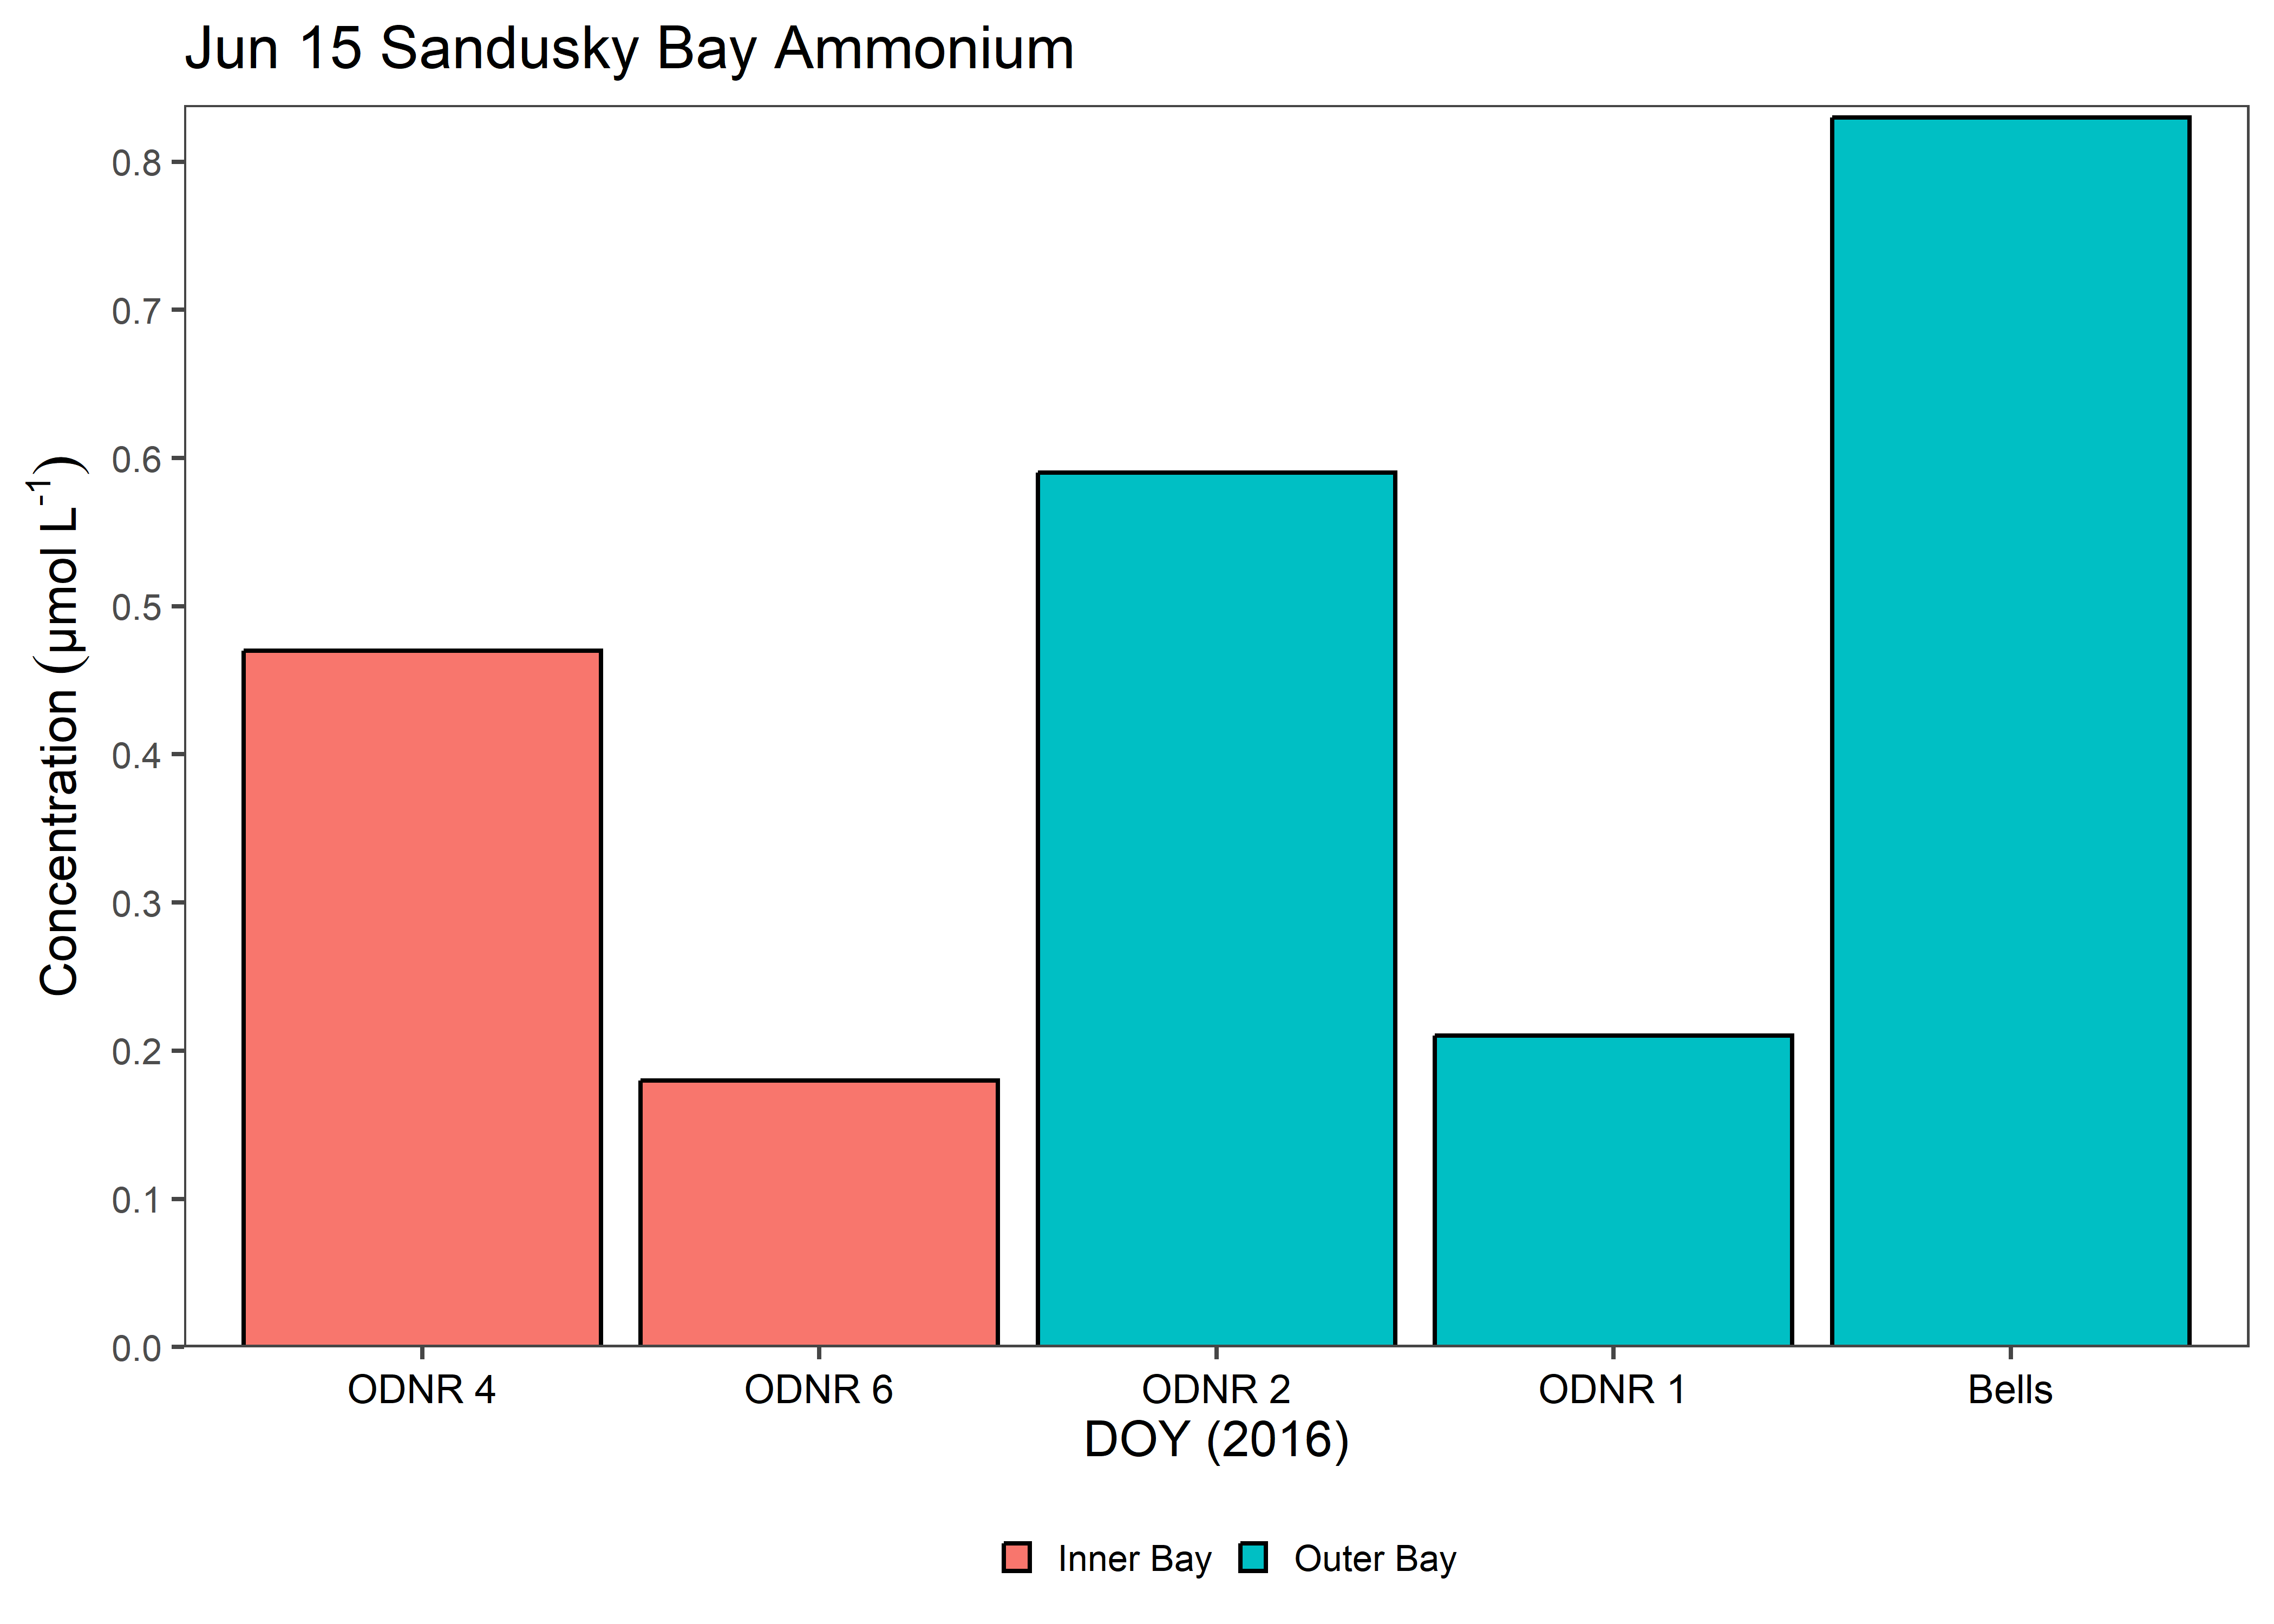 Jun 15 Sandusky Bay Ammonium
Concentration (µmol L⁻¹)
0.8
0.7
0.6
0.5
0.4
0.3
0.2
0.1
0.0
ODNR 4 ODNR 6 ODNR 2 ODNR 1 Bells
DOY (2016)
Inner Bay Outer Bay